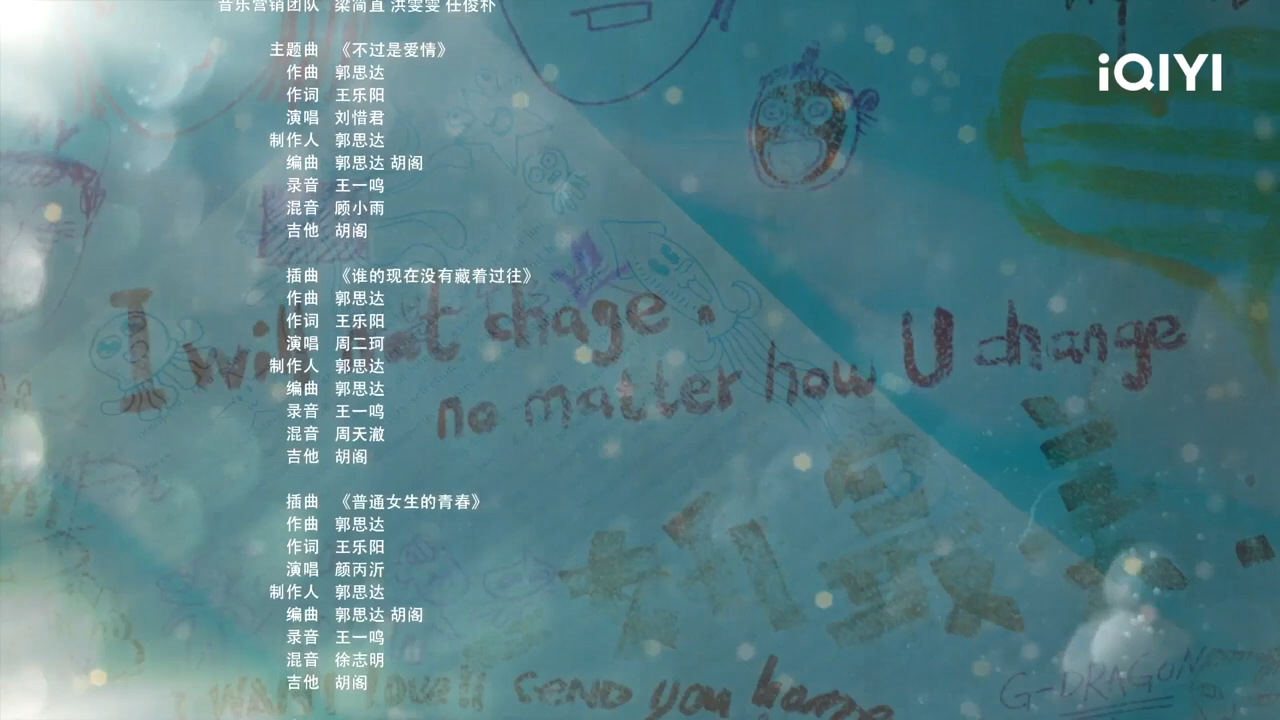 音乐营销团队 梁简直 洪雯雯 任俊朴
iQIYI
主题曲 《不过是爱情》
作曲 郭思达
作词 王乐阳
演唱 刘惜君
制作人 郭思达
编曲 郭思达 胡阁
录音 王一鸣
混音 顾小雨
吉他 胡阁
插曲 《谁的现在没有藏着过往》
作曲 郭思达
作词 王乐阳
演唱 周二珂
制作人 郭思达
编曲 郭思达
录音 王一鸣
混音 周天澈
吉他 胡阁
插曲 《普通女生的青春》
作曲 郭思达
作词 王乐阳
演唱 颜丙沂
制作人 郭思达
编曲 郭思达 胡阁
录音 王一鸣
混音 徐志明
吉他 胡阁
I will not chage.
no matter how U change
I WANT love!! send you home
G-DRAGON